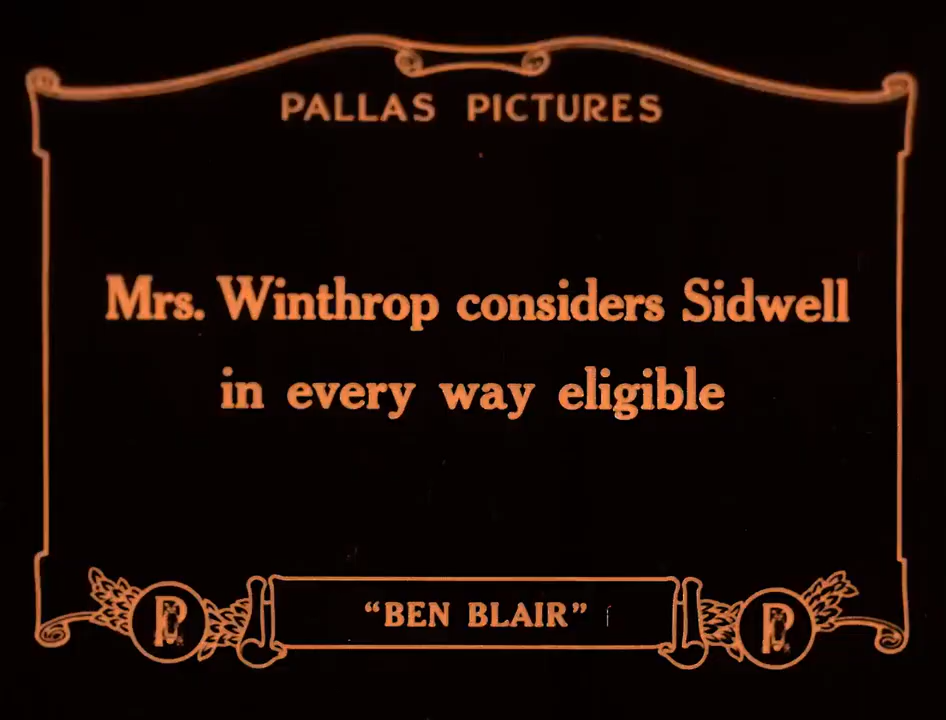 PALLAS PICTURES
Mrs. Winthrop considers Sidwell
in every way eligible
“BEN BLAIR”